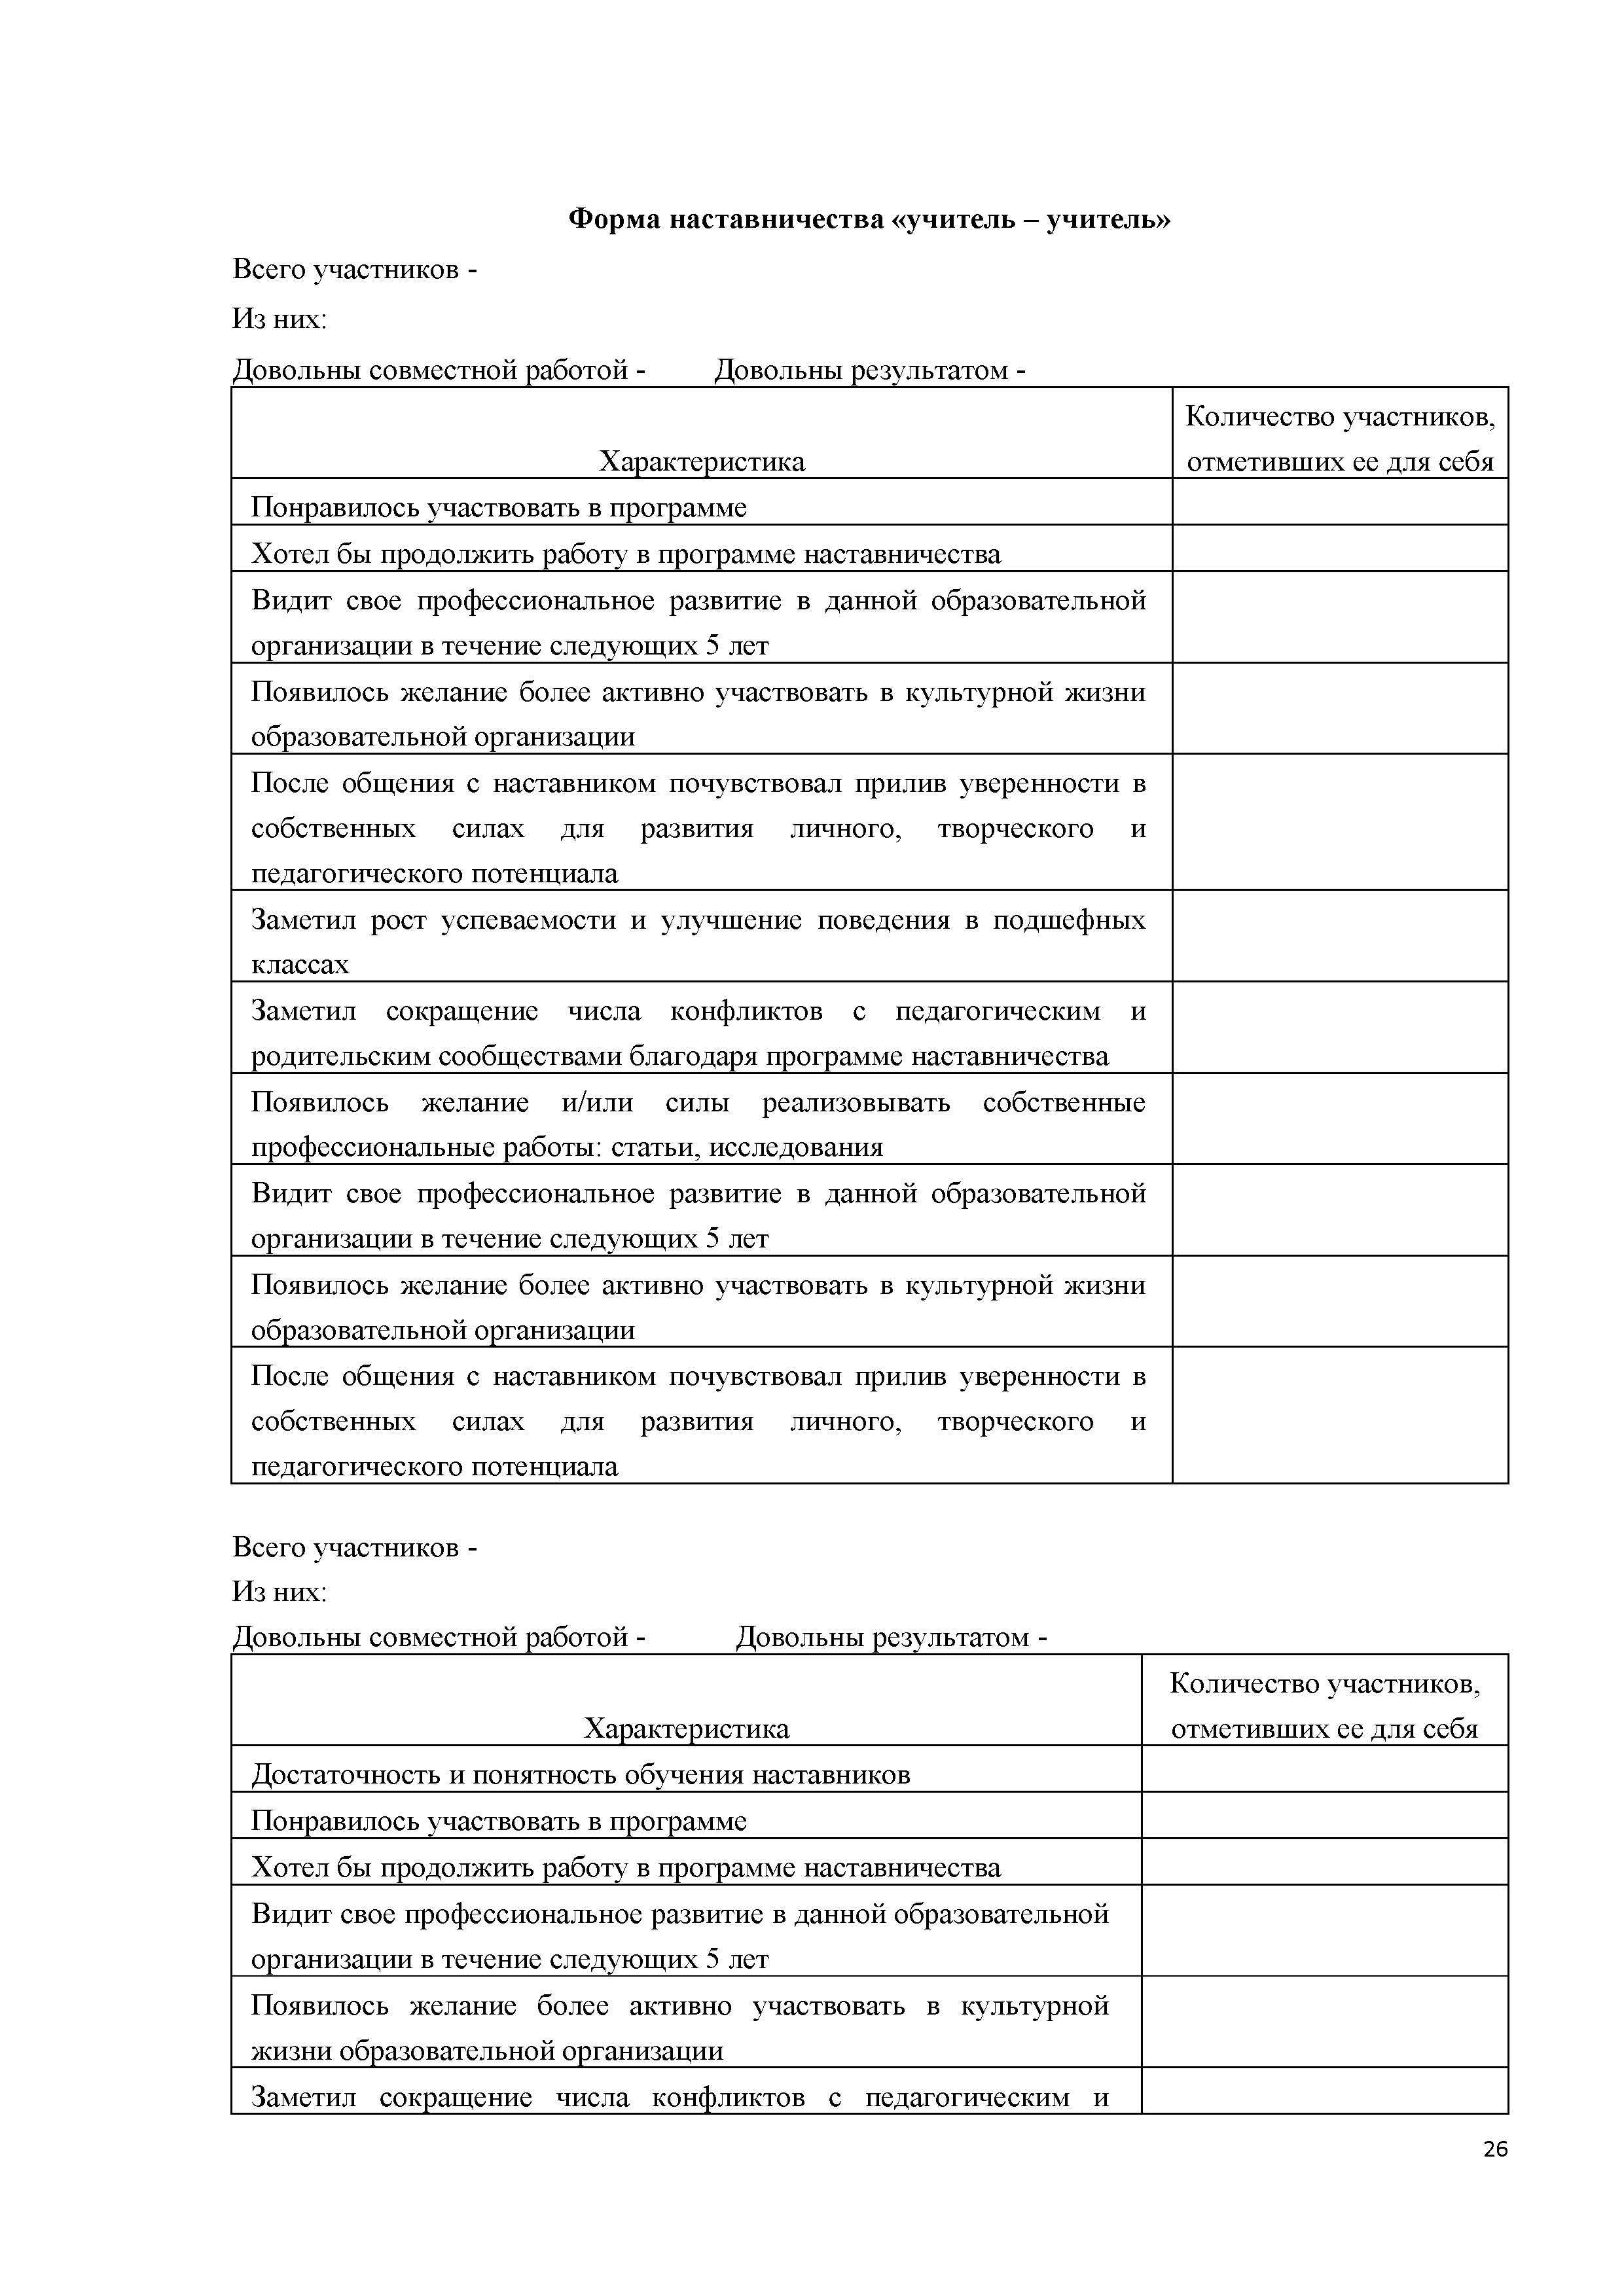 Форма наставничества «учитель – учитель»
Всего участников -
Из них:
Довольны совместной работой - Довольны результатом -
Количество участников,
Характеристика отметивших ее для себя
Понравилось участвовать в программе
Хотел бы продолжить работу в программе наставничества
Видит свое профессиональное развитие в данной образовательной
организации в течение следующих 5 лет
Появилось желание более активно участвовать в культурной жизни
образовательной организации
После общения с наставником почувствовал прилив уверенности в
собственных силах для развития личного, творческого и
педагогического потенциала
Заметил рост успеваемости и улучшение поведения в подшефных
классах
Заметил сокращение числа конфликтов с педагогическим и
родительским сообществами благодаря программе наставничества
Появилось желание и/или силы реализовывать собственные
профессиональные работы: статьи, исследования
Видит свое профессиональное развитие в данной образовательной
организации в течение следующих 5 лет
Появилось желание более активно участвовать в культурной жизни
образовательной организации
После общения с наставником почувствовал прилив уверенности в
собственных силах для развития личного, творческого и
педагогического потенциала
Всего участников -
Из них:
Довольны совместной работой - Довольны результатом -
Количество участников,
Характеристика отметивших ее для себя
Достаточность и понятность обучения наставников
Понравилось участвовать в программе
Хотел бы продолжить работу в программе наставничества
Видит свое профессиональное развитие в данной образовательной
организации в течение следующих 5 лет
Появилось желание более активно участвовать в культурной
жизни образовательной организации
Заметил сокращение числа конфликтов с педагогическим и
26